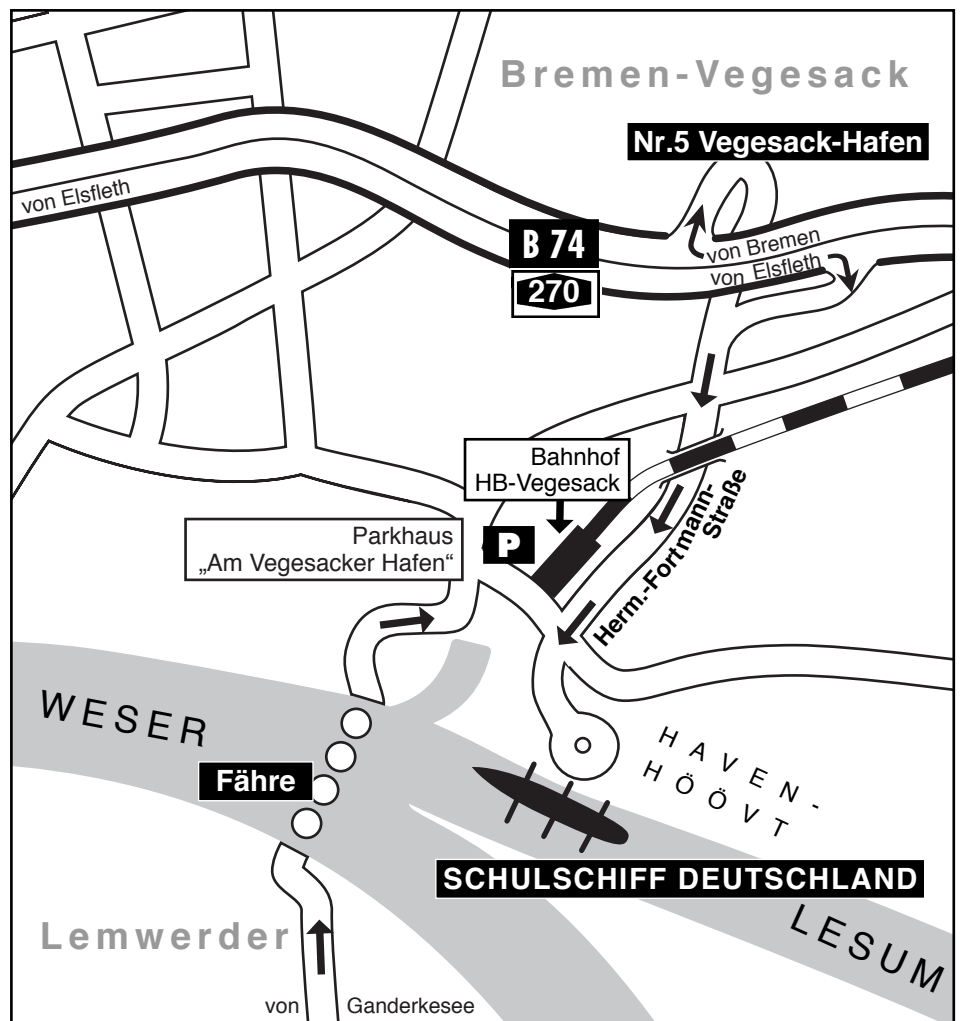 Bremen-Vegesack
Nr.5 Vegesack-Hafen
von Elsfleth
B 74
von Bremen
von Elsfleth
270
Bahnhof
HB-Vegesack
Herm.-Fortmann-
Straße
Parkhaus
„Am Vegesacker Hafen“
P
WESER
HAVEN-
HÖÖVT
Fähre
SCHULSCHIFF DEUTSCHLAND
LESUM
Lemwerder
von Ganderkesee